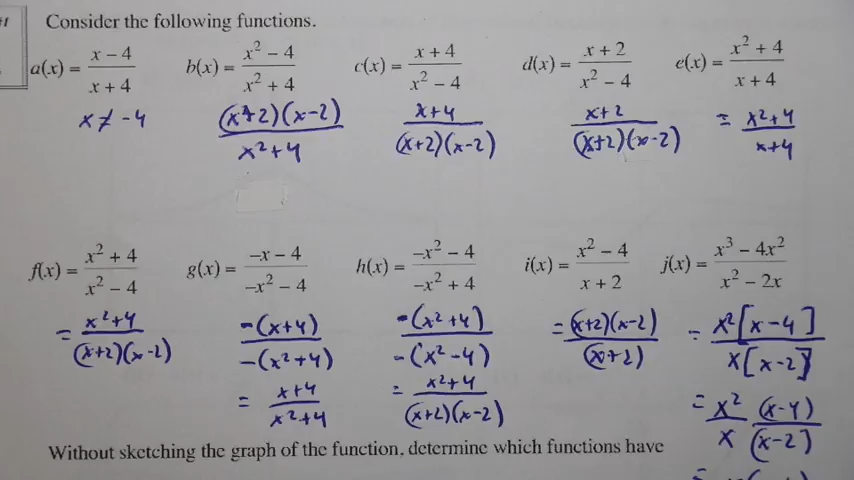 Consider the following functions.
a(x) = (x − 4)/(x + 4) b(x) = (x² − 4)/(x² + 4) c(x) = (x + 4)/(x² − 4) d(x) = (x + 2)/(x² − 4) e(x) = (x² + 4)/(x + 4)
x ≠ -4 (x+2)(x-2)/(x²+4) (x+4)/((x+2)(x-2)) (x+2)/((x+2)(x-2)) = (x²+4)/(x+4)
f(x) = (x² + 4)/(x² − 4) g(x) = (−x − 4)/(−x² − 4) h(x) = (−x² − 4)/(−x² + 4) i(x) = (x² − 4)/(x + 2) j(x) = (x³ − 4x²)/(x² − 2x)
= (x²+4)/((x+2)(x-2)) -(x+4)/-(x²+4) -(x²+4)/-(x²-4) = (x+2)(x-2)/(x+2) = x²[x-4]/x[x-2]
= (x+4)/(x²+4) = (x²+4)/((x+2)(x-2)) = x²/x (x-4)/(x-2)
Without sketching the graph of the function, determine which functions have